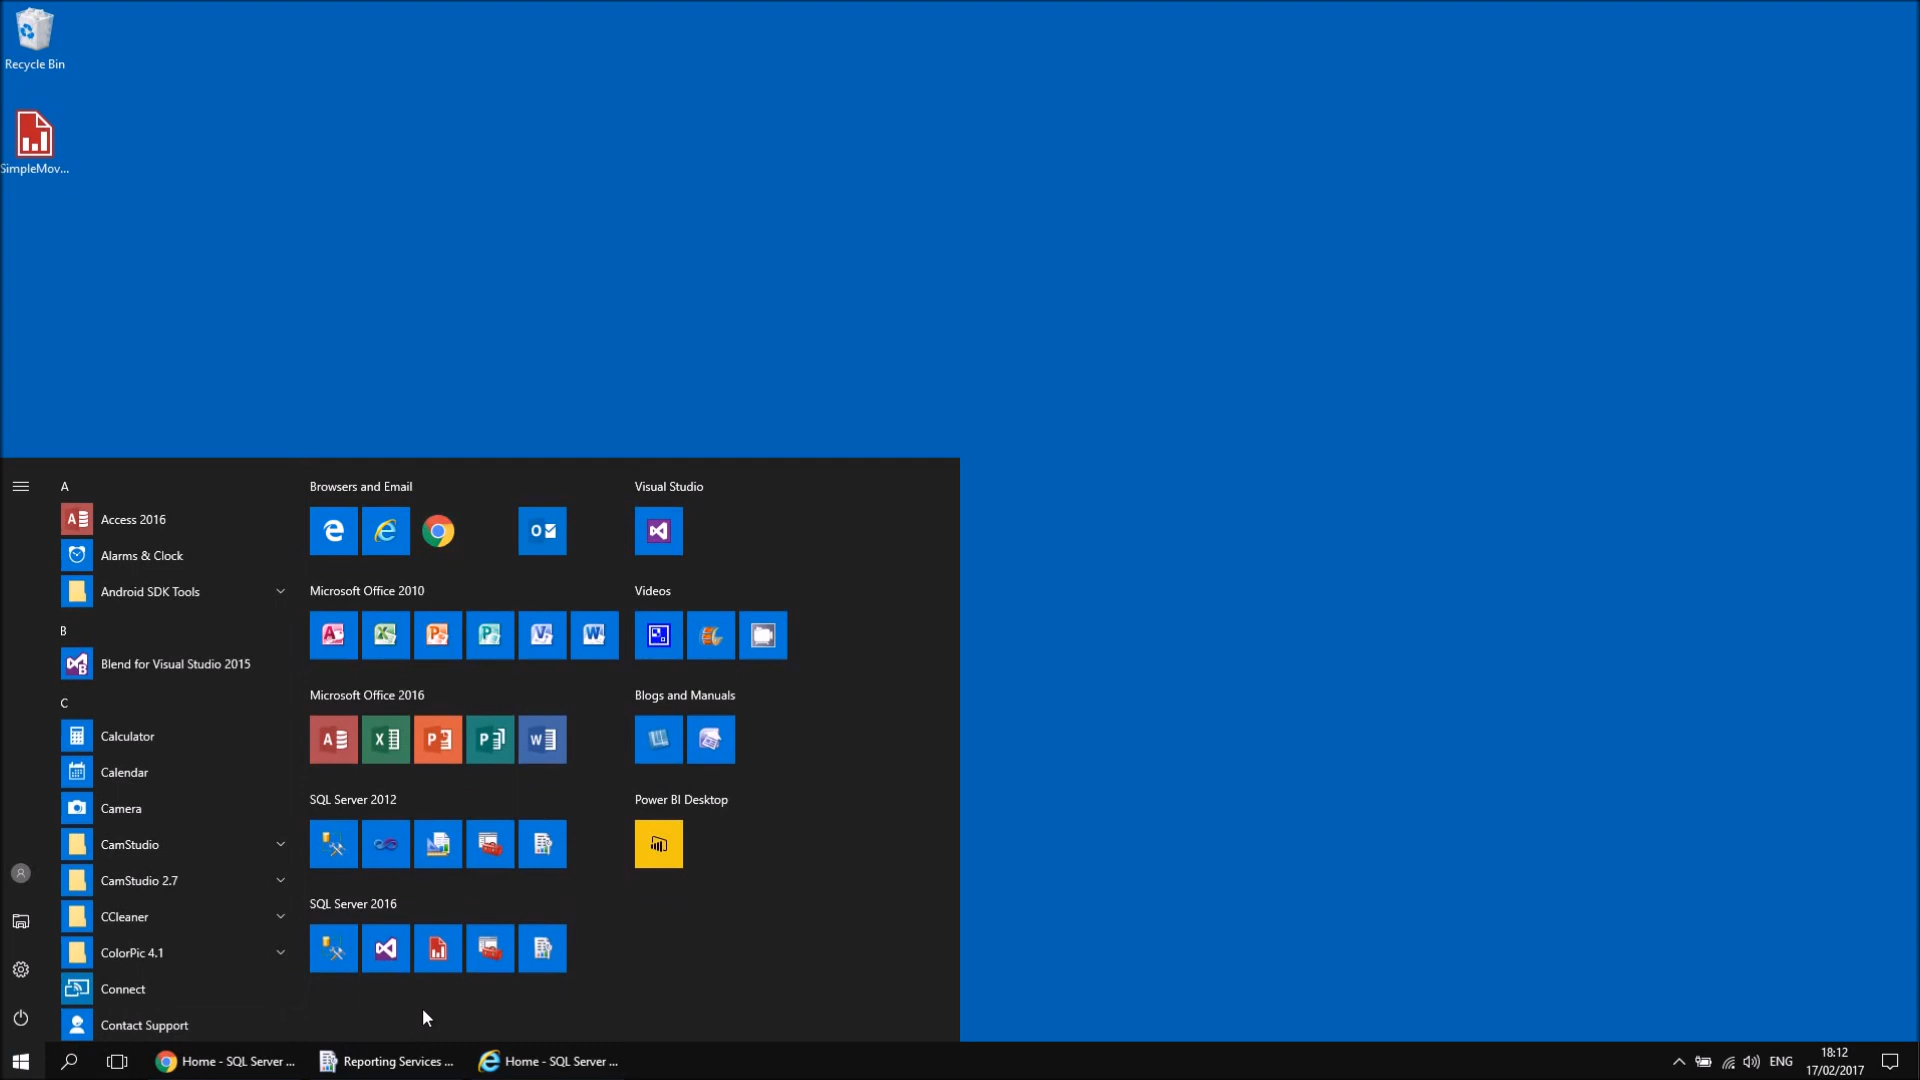 Recycle Bin
SimpleMov...
A
Access 2016
Alarms & Clock
Android SDK Tools
B
Blend for Visual Studio 2015
C
Calculator
Calendar
Camera
CamStudio
CamStudio 2.7
CCleaner
ColorPic 4.1
Connect
Contact Support
Browsers and Email
Microsoft Office 2010
Microsoft Office 2016
SQL Server 2012
SQL Server 2016
Visual Studio
Videos
Blogs and Manuals
Power BI Desktop
Home - SQL Server ...
Reporting Services ...
Home - SQL Server ...
ENG
18:12
17/02/2017